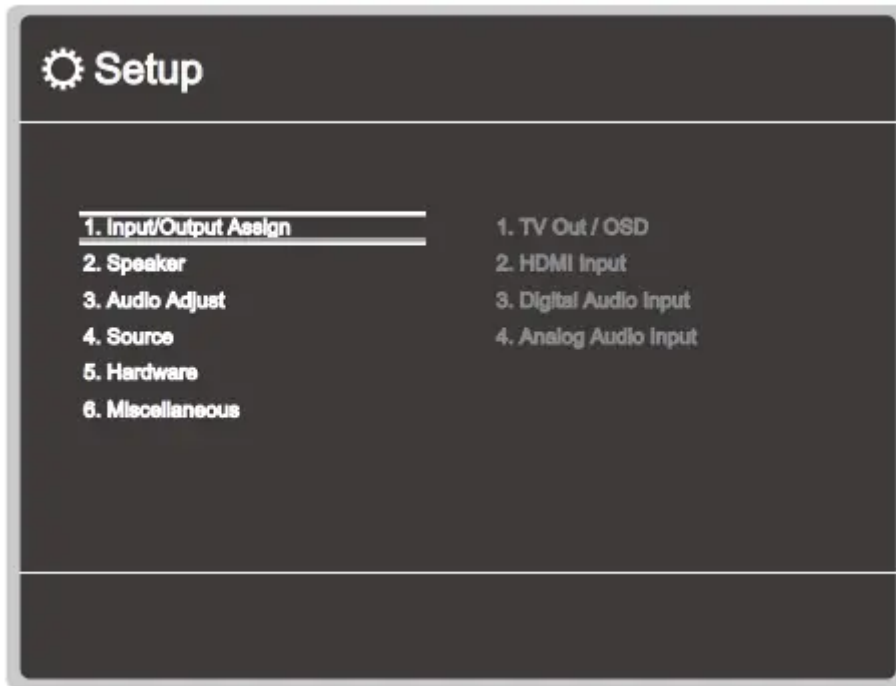 Setup
1. Input/Output Assign
2. Speaker
3. Audio Adjust
4. Source
5. Hardware
6. Miscellaneous
1. TV Out / OSD
2. HDMI Input
3. Digital Audio Input
4. Analog Audio Input